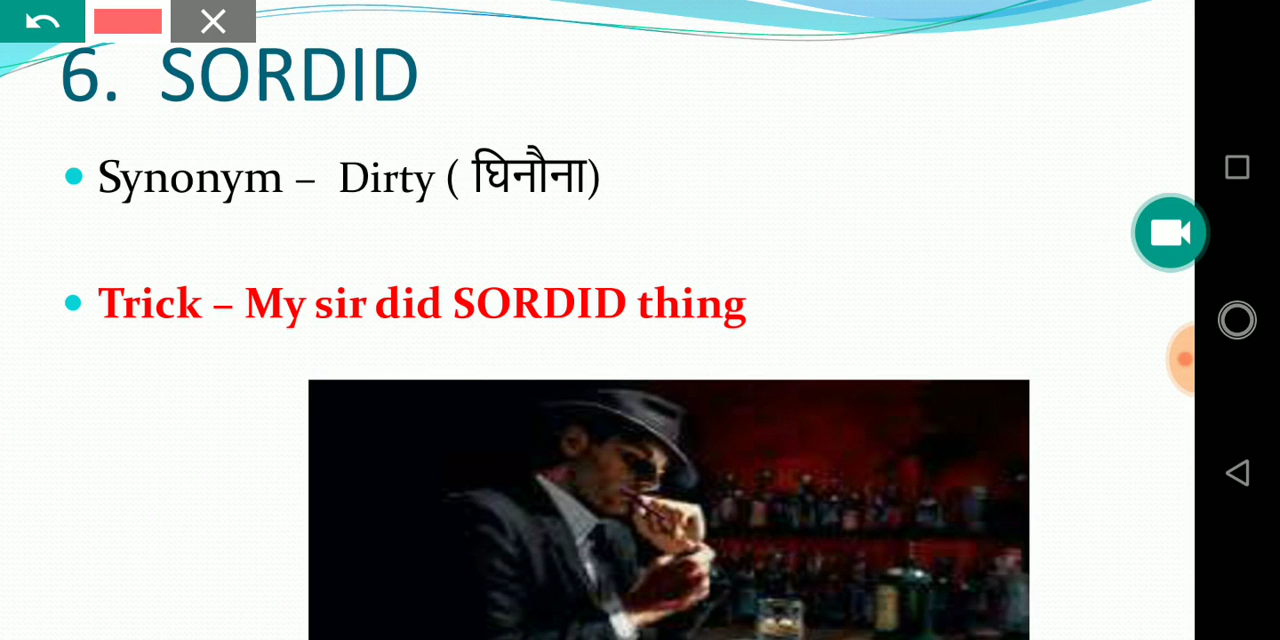 6. SORDID
Synonym – Dirty ( घिनौना)
Trick – My sir did SORDID thing